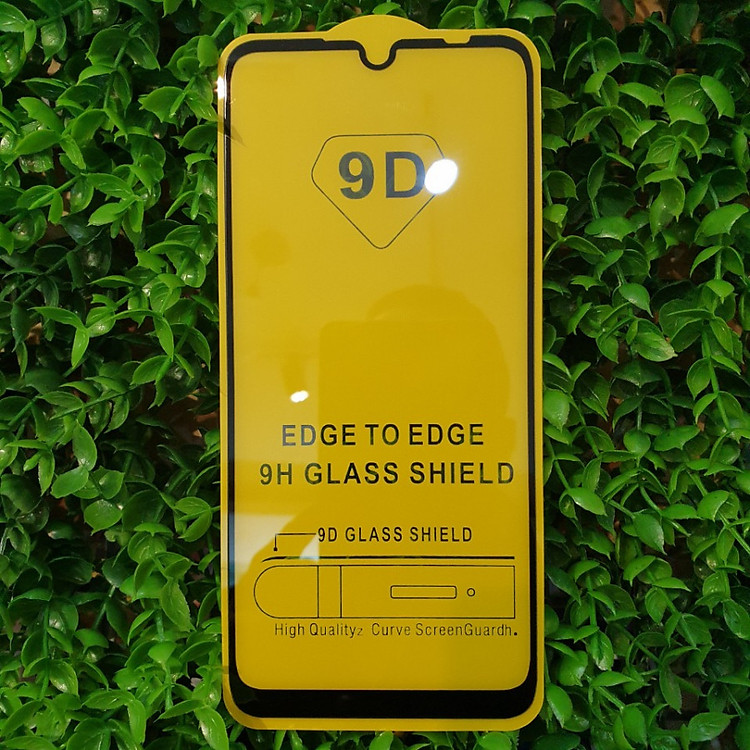 9D
EDGE TO EDGE
9H GLASS SHIELD
9D GLASS SHIELD
High Qualityz Curve ScreenGuardh.